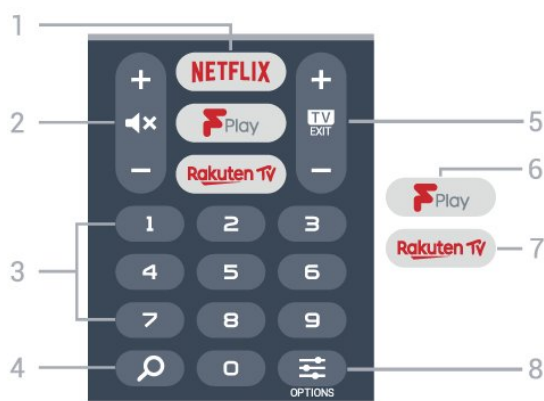 1
NETFLIX
2
F Play
TV
EXIT
5
6
F Play
Rakuten TV
Rakuten TV
7
1 2 3
3
4 5 6
7 8 9
4
0
8
OPTIONS